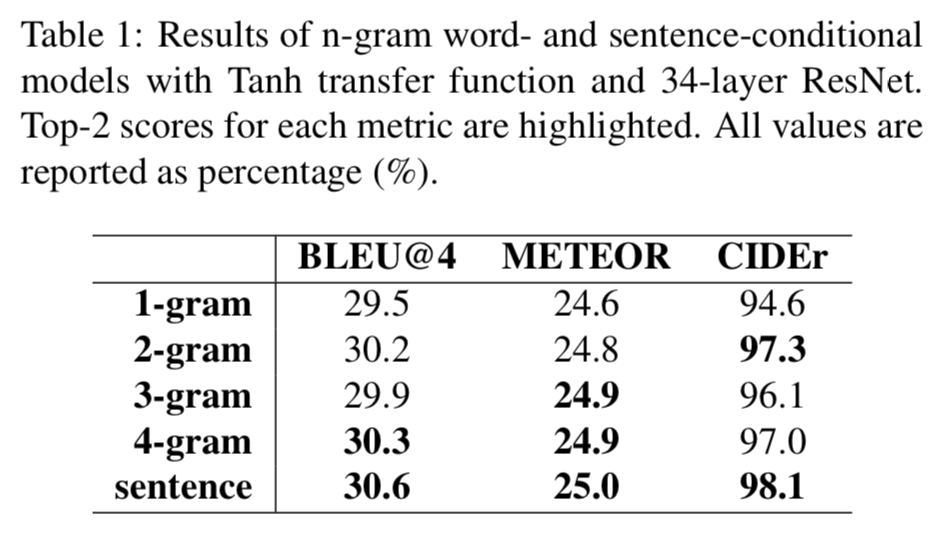 Table 1: Results of n-gram word- and sentence-conditional
models with Tanh transfer function and 34-layer ResNet.
Top-2 scores for each metric are highlighted. All values are
reported as percentage (%).
BLEU@4 METEOR CIDEr
1-gram 29.5 24.6 94.6
2-gram 30.2 24.8 97.3
3-gram 29.9 24.9 96.1
4-gram 30.3 24.9 97.0
sentence 30.6 25.0 98.1